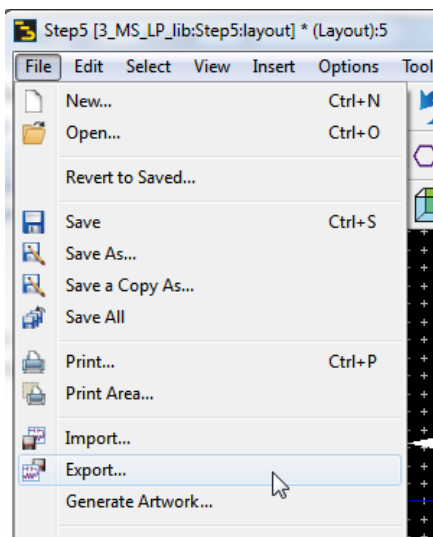 Step5 [3_MS_LP_lib:Step5:layout] * (Layout):5
File Edit Select View Insert Options Tool
New... Ctrl+N
Open... Ctrl+O
Revert to Saved...
Save Ctrl+S
Save As...
Save a Copy As...
Save All
Print... Ctrl+P
Print Area...
Import...
Export...
Generate Artwork...